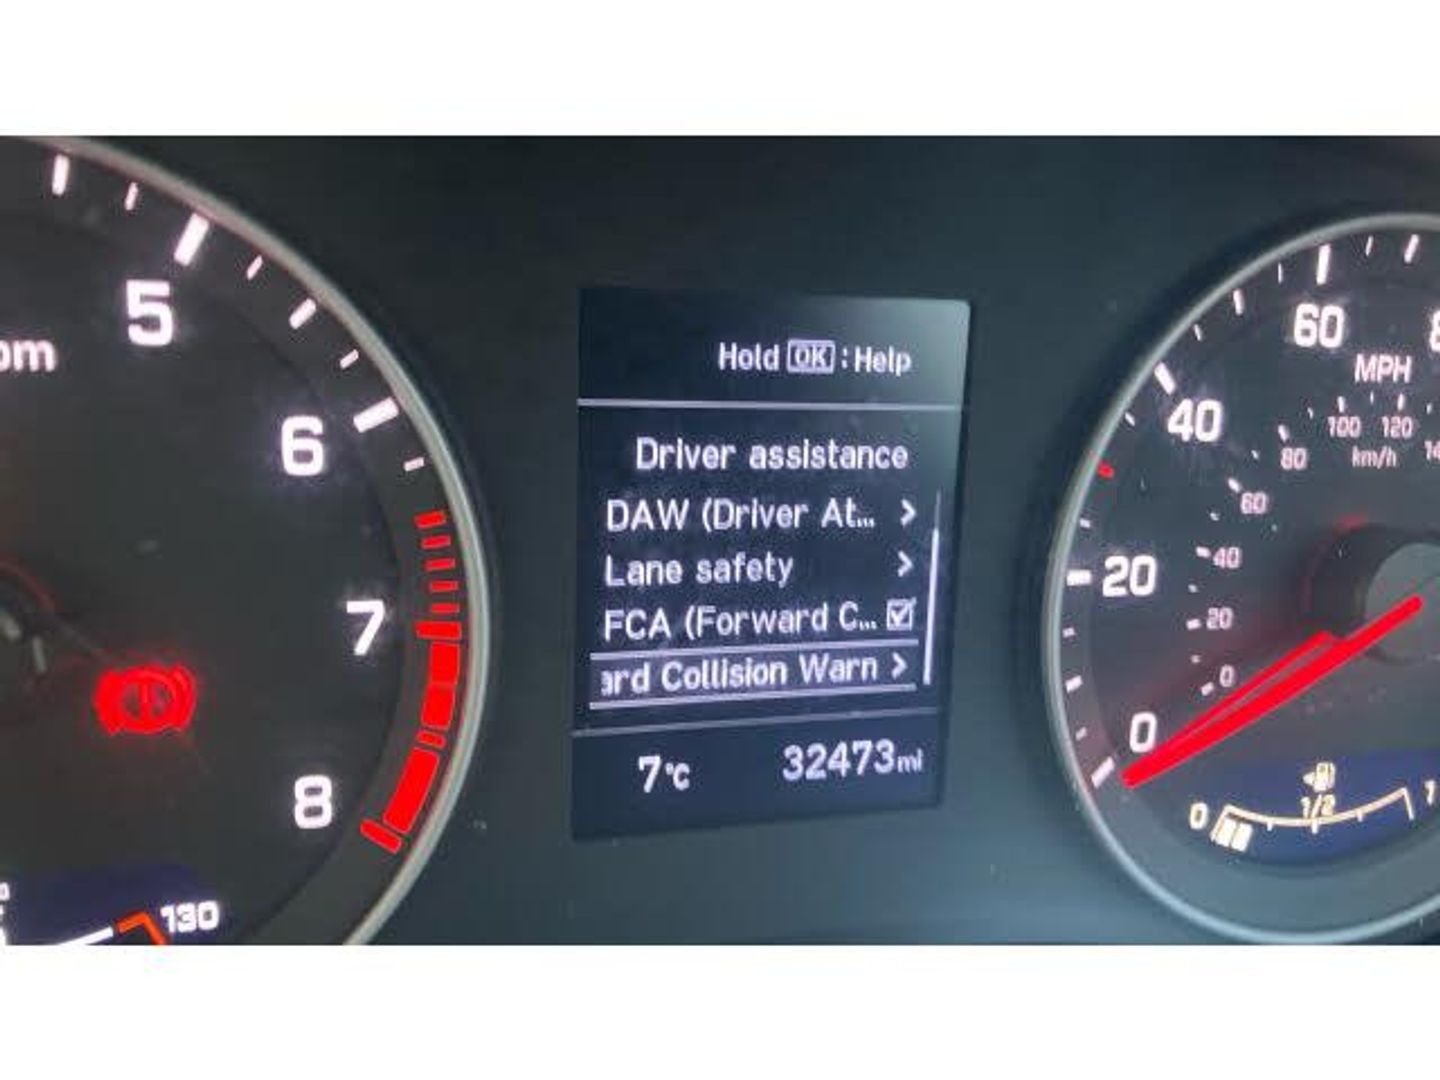 5
6
7
8
130
Hold OK : Help
Driver assistance
DAW (Driver At... >
Lane safety >
FCA (Forward C...
ard Collision Warn >
7°C 32473 mi
60
MPH
40
100 120
80 km/h
60
20
40
20
0
0
0 1/2 1